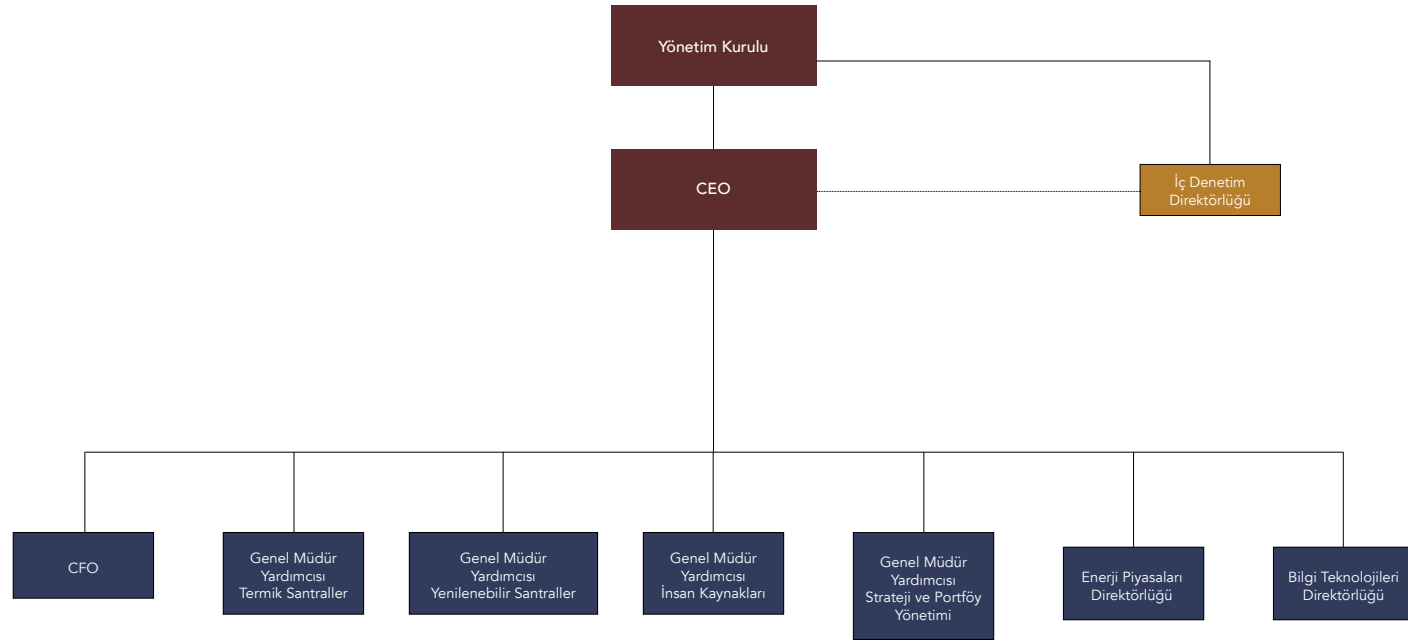 Yönetim Kurulu
CEO
İç Denetim
Direktörlüğü
CFO
Genel Müdür
Yardımcısı
Termik Santraller
Genel Müdür
Yardımcısı
Yenilenebilir Santraller
Genel Müdür
Yardımcısı
İnsan Kaynakları
Genel Müdür
Yardımcısı
Strateji ve Portföy
Yönetimi
Enerji Piyasaları
Direktörlüğü
Bilgi Teknolojileri
Direktörlüğü